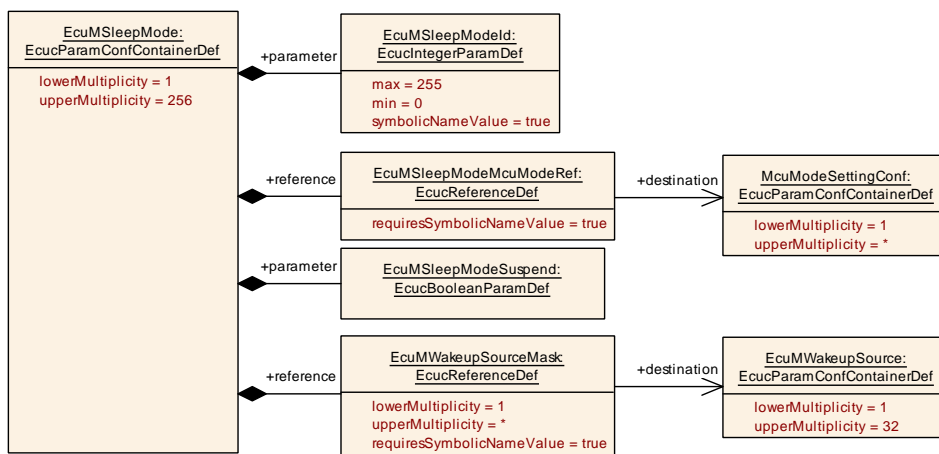 EcuMSleepMode:
EcucParamConfContainerDef
lowerMultiplicity = 1
upperMultiplicity = 256
+parameter
EcuMSleepModeId:
EcucIntegerParamDef
max = 255
min = 0
symbolicNameValue = true
+reference
EcuMSleepModeMcuModeRef:
EcucReferenceDef
requiresSymbolicNameValue = true
+destination
McuModeSettingConf:
EcucParamConfContainerDef
lowerMultiplicity = 1
upperMultiplicity = *
+parameter
EcuMSleepModeSuspend:
EcucBooleanParamDef
+reference
EcuMWakeupSourceMask:
EcucReferenceDef
lowerMultiplicity = 1
upperMultiplicity = *
requiresSymbolicNameValue = true
+destination
EcuMWakeupSource:
EcucParamConfContainerDef
lowerMultiplicity = 1
upperMultiplicity = 32